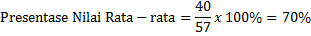 Presentase Nilai Rata − rata = 40/57 x 100% = 70%